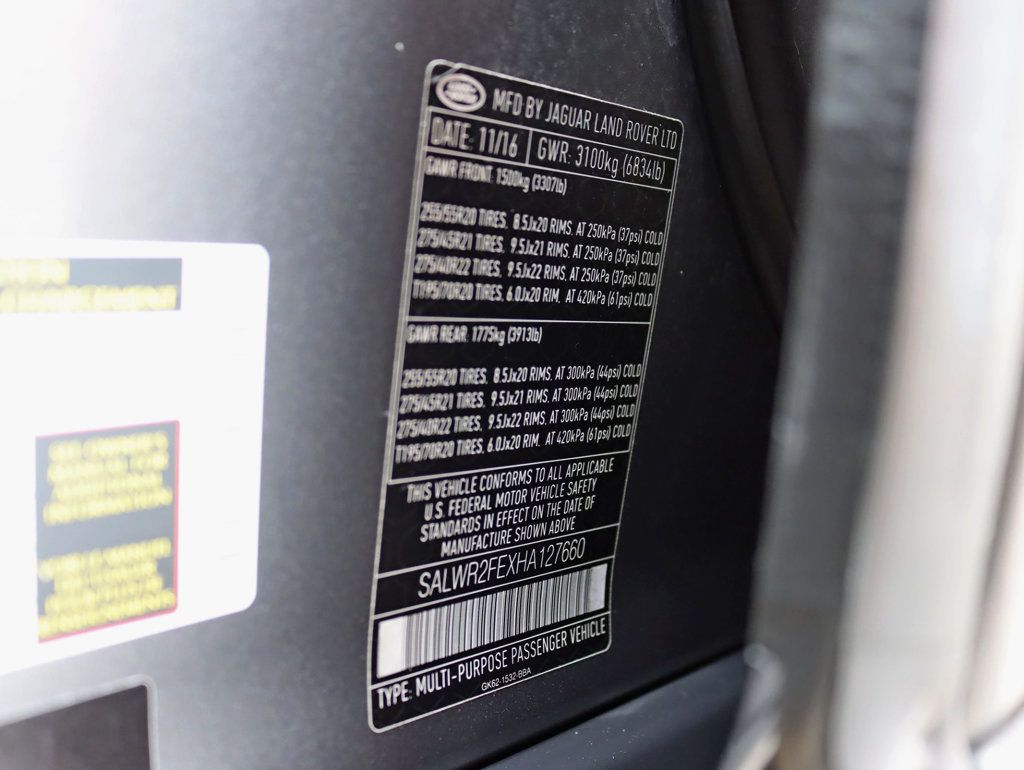 MFD BY JAGUAR LAND ROVER LTD
DATE: 11/16 GWR: 3100kg (6834lb)
GAWR FRONT: 1500kg (3307lb)
255/55R20 TIRES, 8.5Jx20 RIMS, AT 250kPa (37psi) COLD
275/45R21 TIRES, 9.5Jx21 RIMS, AT 250kPa (37psi) COLD
275/40R22 TIRES, 9.5Jx22 RIMS, AT 250kPa (37psi) COLD
T195/70R20 TIRES, 6.0Jx20 RIM, AT 420kPa (61psi) COLD
GAWR REAR: 1775kg (3913lb)
255/55R20 TIRES, 8.5Jx20 RIMS, AT 300kPa (44psi) COLD
275/45R21 TIRES, 9.5Jx21 RIMS, AT 300kPa (44psi) COLD
275/40R22 TIRES, 9.5Jx22 RIMS, AT 300kPa (44psi) COLD
T195/70R20 TIRES, 6.0Jx20 RIM, AT 420kPa (61psi) COLD
THIS VEHICLE CONFORMS TO ALL APPLICABLE
U.S. FEDERAL MOTOR VEHICLE SAFETY
STANDARDS IN EFFECT ON THE DATE OF
MANUFACTURE SHOWN ABOVE
SALWR2FEXHA127660
TYPE: MULTI-PURPOSE PASSENGER VEHICLE
GK62-1532-BBA